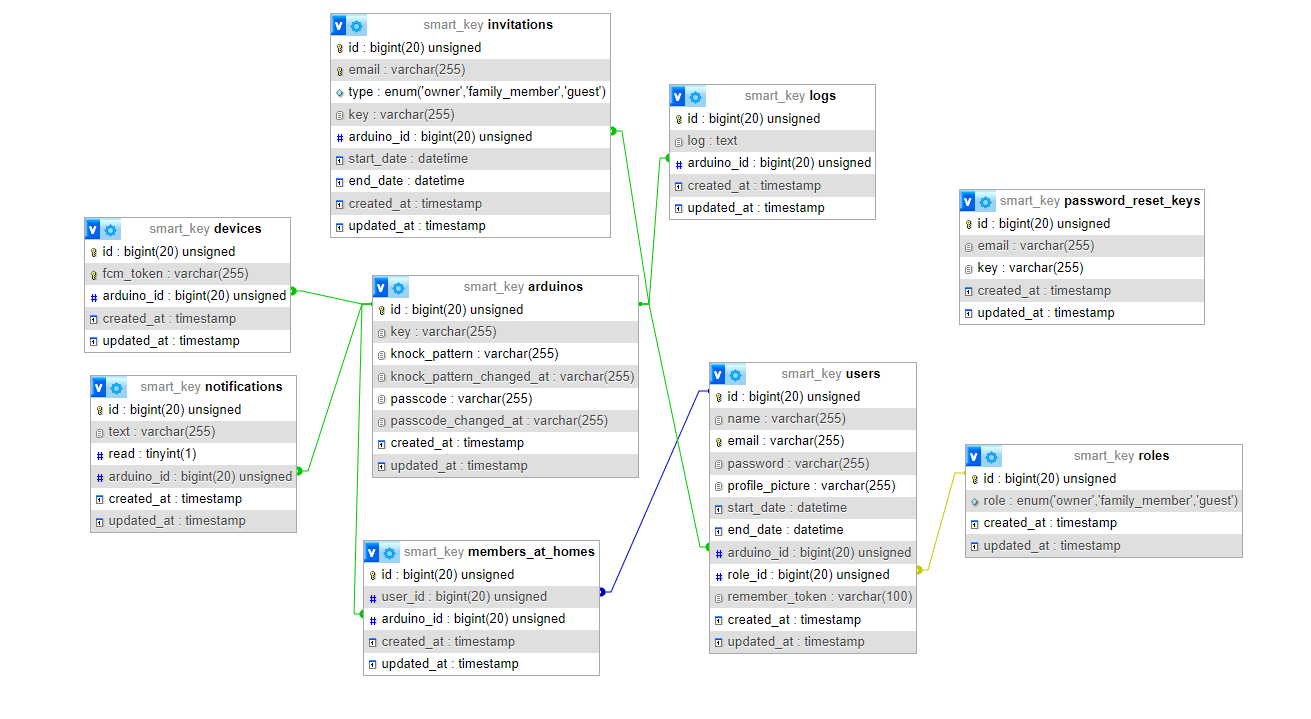 smart_key invitations
id : bigint(20) unsigned
email : varchar(255)
type : enum('owner','family_member','guest')
key : varchar(255)
# arduino_id : bigint(20) unsigned
start_date : datetime
end_date : datetime
created_at : timestamp
updated_at : timestamp
smart_key logs
id : bigint(20) unsigned
log : text
# arduino_id : bigint(20) unsigned
created_at : timestamp
updated_at : timestamp
smart_key password_reset_keys
id : bigint(20) unsigned
email : varchar(255)
key : varchar(255)
created_at : timestamp
updated_at : timestamp
smart_key devices
id : bigint(20) unsigned
fcm_token : varchar(255)
# arduino_id : bigint(20) unsigned
created_at : timestamp
updated_at : timestamp
smart_key arduinos
id : bigint(20) unsigned
key : varchar(255)
knock_pattern : varchar(255)
knock_pattern_changed_at : varchar(255)
passcode : varchar(255)
passcode_changed_at : varchar(255)
created_at : timestamp
updated_at : timestamp
smart_key notifications
id : bigint(20) unsigned
text : varchar(255)
# read : tinyint(1)
# arduino_id : bigint(20) unsigned
created_at : timestamp
updated_at : timestamp
smart_key users
id : bigint(20) unsigned
name : varchar(255)
email : varchar(255)
password : varchar(255)
profile_picture : varchar(255)
start_date : datetime
end_date : datetime
# arduino_id : bigint(20) unsigned
# role_id : bigint(20) unsigned
remember_token : varchar(100)
created_at : timestamp
updated_at : timestamp
smart_key roles
id : bigint(20) unsigned
role : enum('owner','family_member','guest')
created_at : timestamp
updated_at : timestamp
smart_key members_at_homes
id : bigint(20) unsigned
# user_id : bigint(20) unsigned
# arduino_id : bigint(20) unsigned
created_at : timestamp
updated_at : timestamp